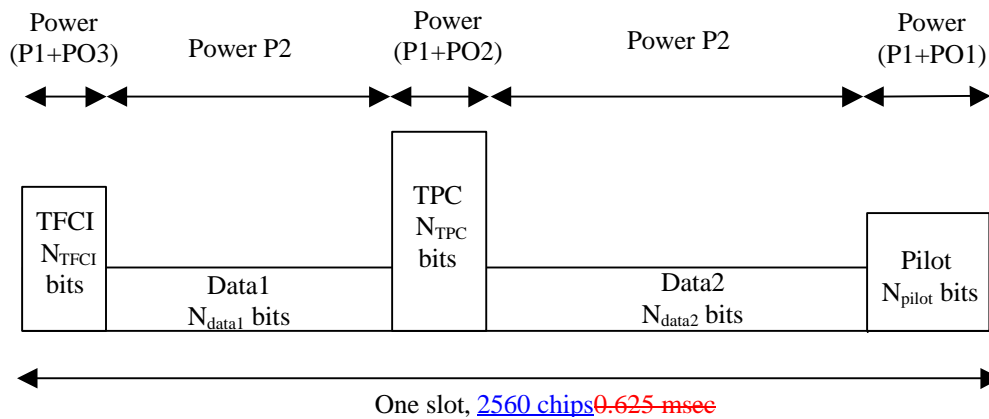 Power
(P1+PO3)
Power P2
Power
(P1+PO2)
Power P2
Power
(P1+PO1)
TFCI
NTFCI
bits
Data1
Ndata1 bits
TPC
NTPC
bits
Data2
Ndata2 bits
Pilot
Npilot bits
One slot, 2560 chips0.625 msec